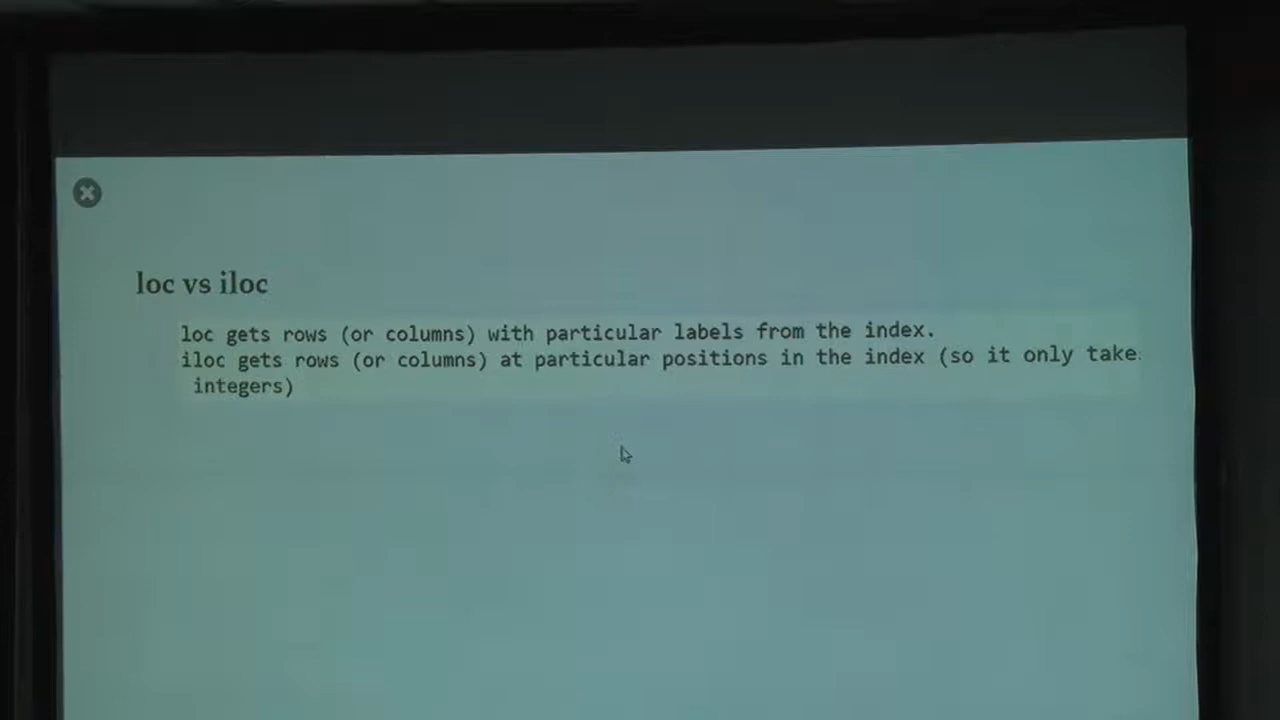 loc vs iloc
loc gets rows (or columns) with particular labels from the index.
iloc gets rows (or columns) at particular positions in the index (so it only take
integers)